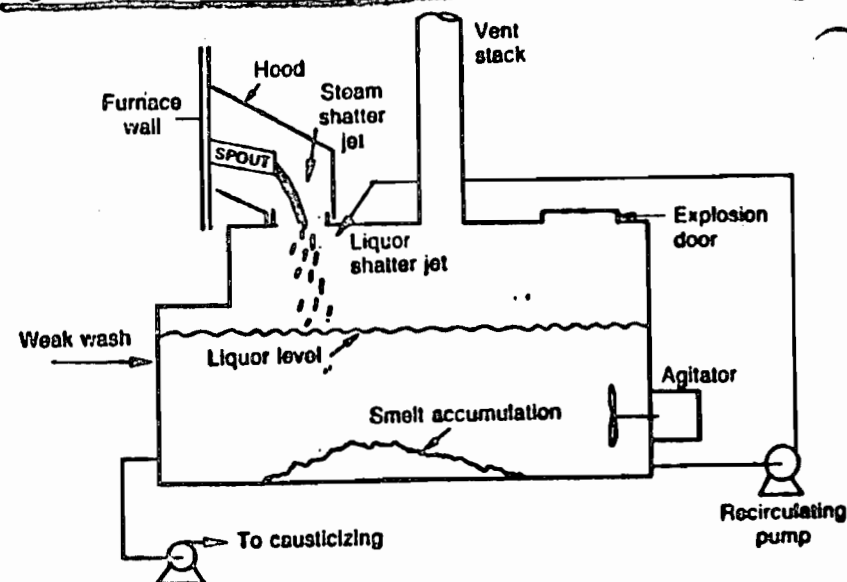 Vent
stack
Hood
Steam
shatter
jet
Furnace
wall
SPOUT
Explosion
door
Liquor
shatter jet
Weak wash
Liquor level
Agitator
Smelt accumulation
Recirculating
pump
To causticizing